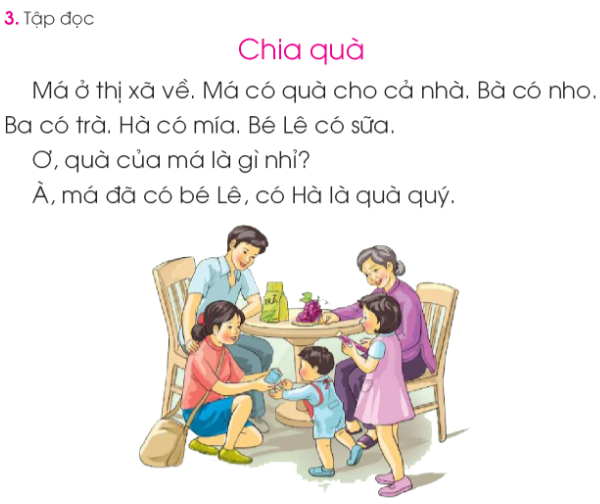 3. Tập đọc
Chia quà
Má ở thị xã về. Má có quà cho cả nhà. Bà có nho.
Ba có trà. Hà có mía. Bé Lê có sữa.
Ơ, quà của má là gì nhỉ?
À, má đã có bé Lê, có Hà là quà quý.
TRÀ